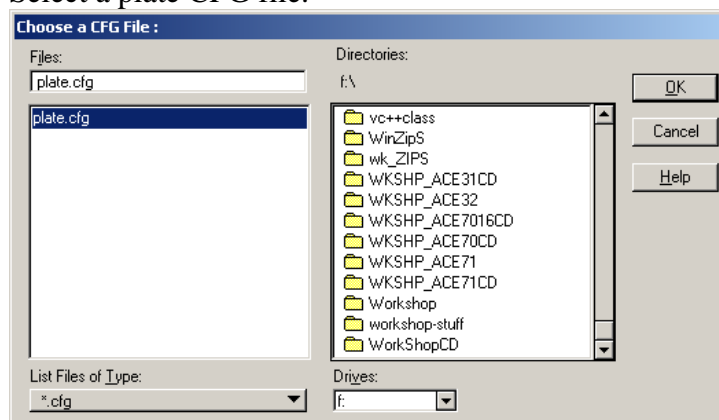 Select a plate CFG file.
Choose a CFG File :
Files:
plate.cfg
plate.cfg
List Files of Type:
*.cfg
Directories:
f:\
vc++class
WinZipS
wk_ZIPS
WKSHP_ACE31CD
WKSHP_ACE32
WKSHP_ACE7016CD
WKSHP_ACE70CD
WKSHP_ACE71
WKSHP_ACE71CD
Workshop
workshop-stuff
WorkShopCD
Drives:
f:
OK
Cancel
Help